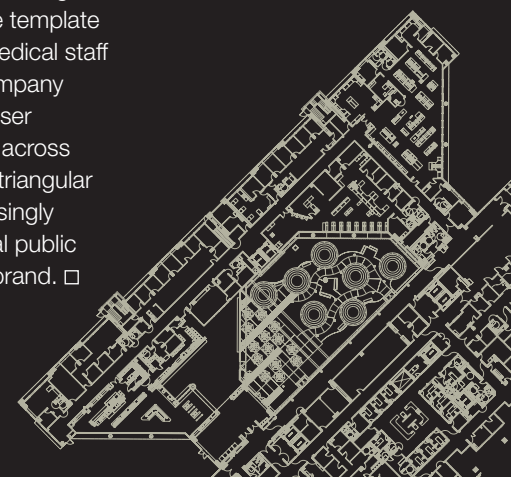 e template
edical staff
mpany
ser
across
triangular
singly
al public
brand. □